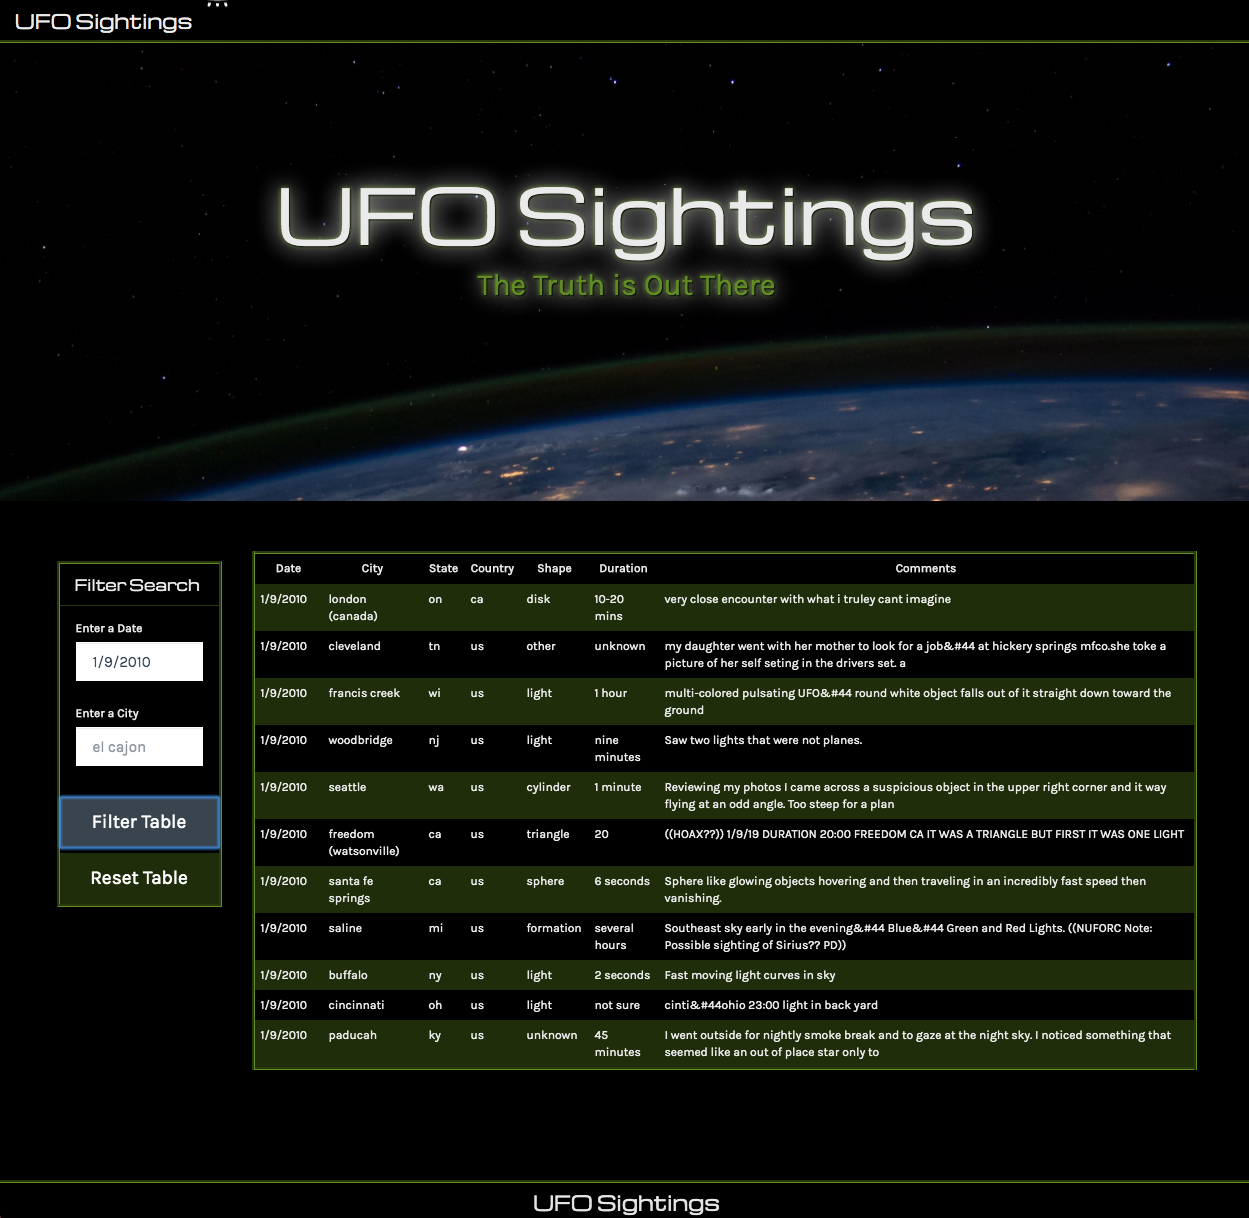 UFO Sightings
UFO Sightings
The Truth is Out There
Filter Search
Enter a Date
1/9/2010
Enter a City
el cajon
Filter Table
Reset Table
Date City State Country Shape Duration Comments
1/9/2010 london on ca disk 10-20 very close encounter with what i truley cant imagine
(canada) mins
1/9/2010 cleveland tn us other unknown my daughter went with her mother to look for a job&#44 at hickery springs mfco.she toke a
picture of her self seting in the drivers set. a
1/9/2010 francis creek wi us light 1 hour multi-colored pulsating UFO&#44 round white object falls out of it straight down toward the
ground
1/9/2010 woodbridge nj us light nine Saw two lights that were not planes.
minutes
1/9/2010 seattle wa us cylinder 1 minute Reviewing my photos I came across a suspicious object in the upper right corner and it way
flying at an odd angle. Too steep for a plan
1/9/2010 freedom ca us triangle 20 ((HOAX??)) 1/9/19 DURATION 20:00 FREEDOM CA IT WAS A TRIANGLE BUT FIRST IT WAS ONE LIGHT
(watsonville)
1/9/2010 santa fe ca us sphere 6 seconds Sphere like glowing objects hovering and then traveling in an incredibly fast speed then
springs vanishing.
1/9/2010 saline mi us formation several Southeast sky early in the evening&#44 Blue&#44 Green and Red Lights. ((NUFORC Note:
hours Possible sighting of Sirius?? PD))
1/9/2010 buffalo ny us light 2 seconds Fast moving light curves in sky
1/9/2010 cincinnati oh us light not sure cinti&#44ohio 23:00 light in back yard
1/9/2010 paducah ky us unknown 45 I went outside for nightly smoke break and to gaze at the night sky. I noticed something that
minutes seemed like an out of place star only to
UFO Sightings